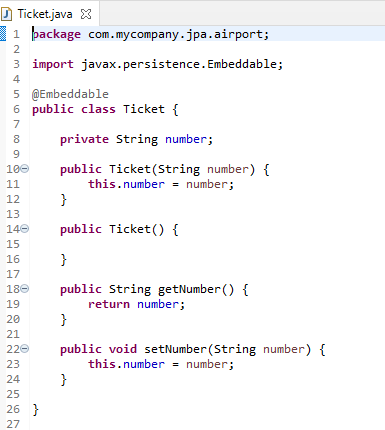 Ticket.java
1 package com.mycompany.jpa.airport;
2
3 import javax.persistence.Embeddable;
4
5 @Embeddable
6 public class Ticket {
7
8     private String number;
9
10     public Ticket(String number) {
11         this.number = number;
12     }
13
14     public Ticket() {
15
16     }
17
18     public String getNumber() {
19         return number;
20     }
21
22     public void setNumber(String number) {
23         this.number = number;
24     }
25
26 }
27